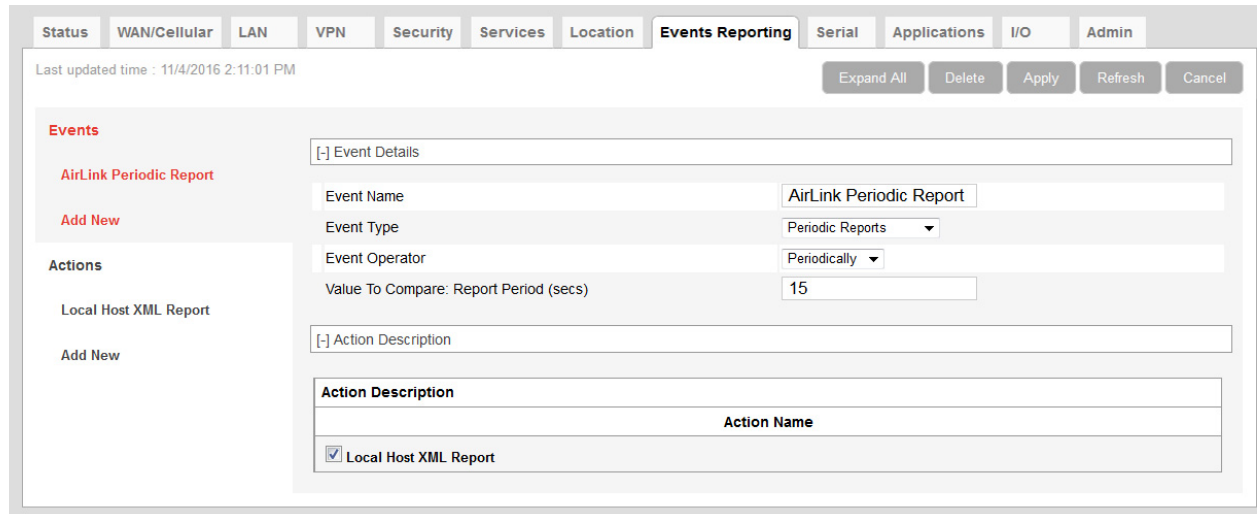 Status WAN/Cellular LAN VPN Security Services Location Events Reporting Serial Applications I/O Admin
Last updated time : 11/4/2016 2:11:01 PM
Expand All Delete Apply Refresh Cancel
Events
AirLink Periodic Report
Add New
Actions
Local Host XML Report
Add New
[-] Event Details
Event Name AirLink Periodic Report
Event Type Periodic Reports
Event Operator Periodically
Value To Compare: Report Period (secs) 15
[-] Action Description
Action Description
Action Name
Local Host XML Report